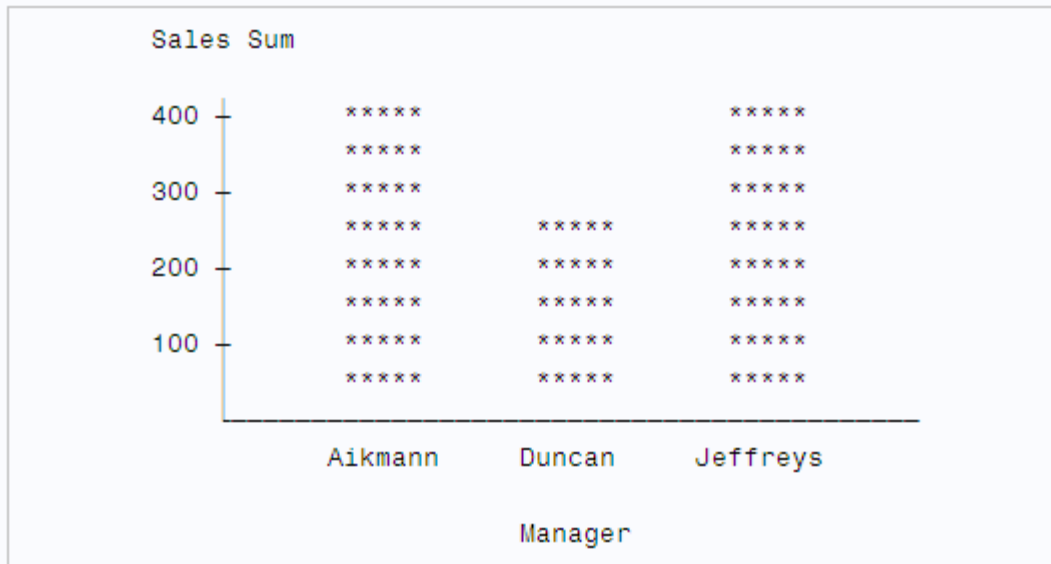 Sales Sum
400 *****          *****
*****          *****
300 *****          *****
***** ***** *****
200 ***** ***** *****
***** ***** *****
100 ***** ***** *****
***** ***** *****
Aikmann Duncan Jeffreys
Manager